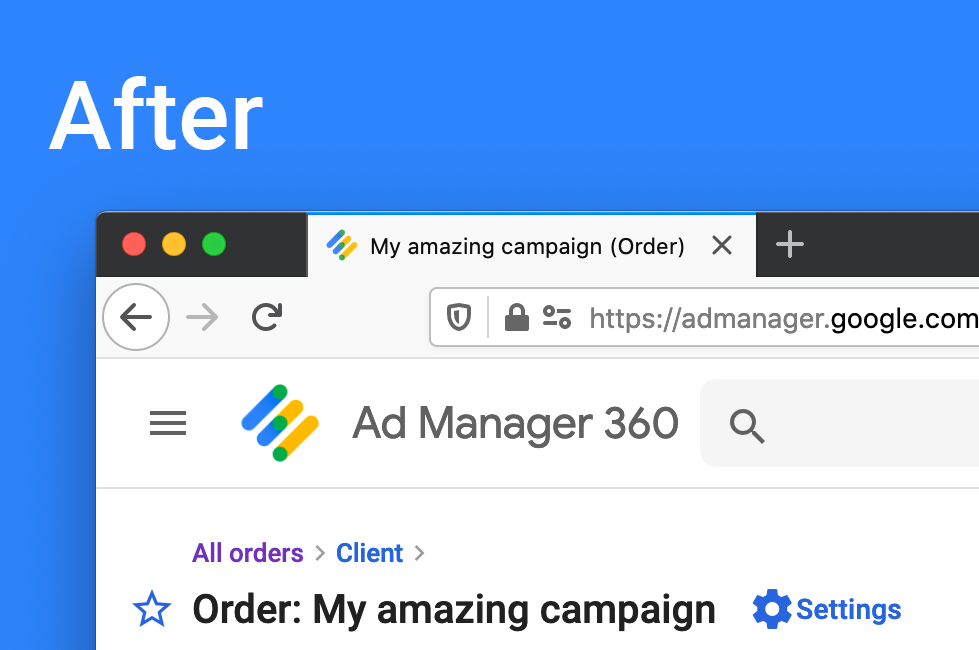 After
My amazing campaign (Order)
https://admanager.google.com
Ad Manager 360
All orders > Client >
Order: My amazing campaign Settings